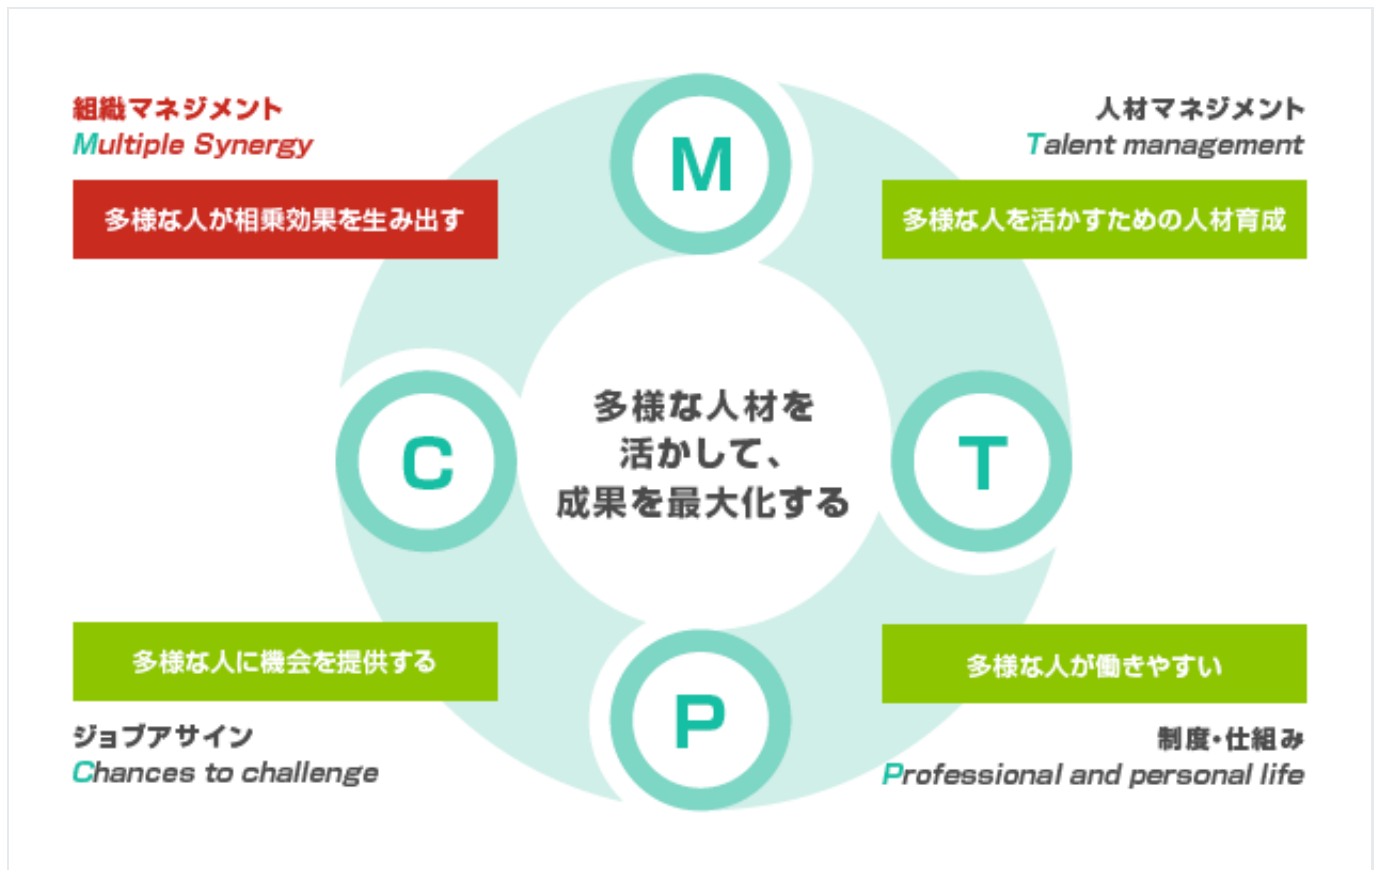 組織マネジメント
Multiple Synergy
多様な人が相乗効果を生み出す
M
人材マネジメント
Talent management
多様な人を活かすための人材育成
C
多様な人材を
活かして、
成果を最大化する
T
多様な人に機会を提供する
ジョブアサイン
Chances to challenge
P
多様な人が働きやすい
制度・仕組み
Professional and personal life